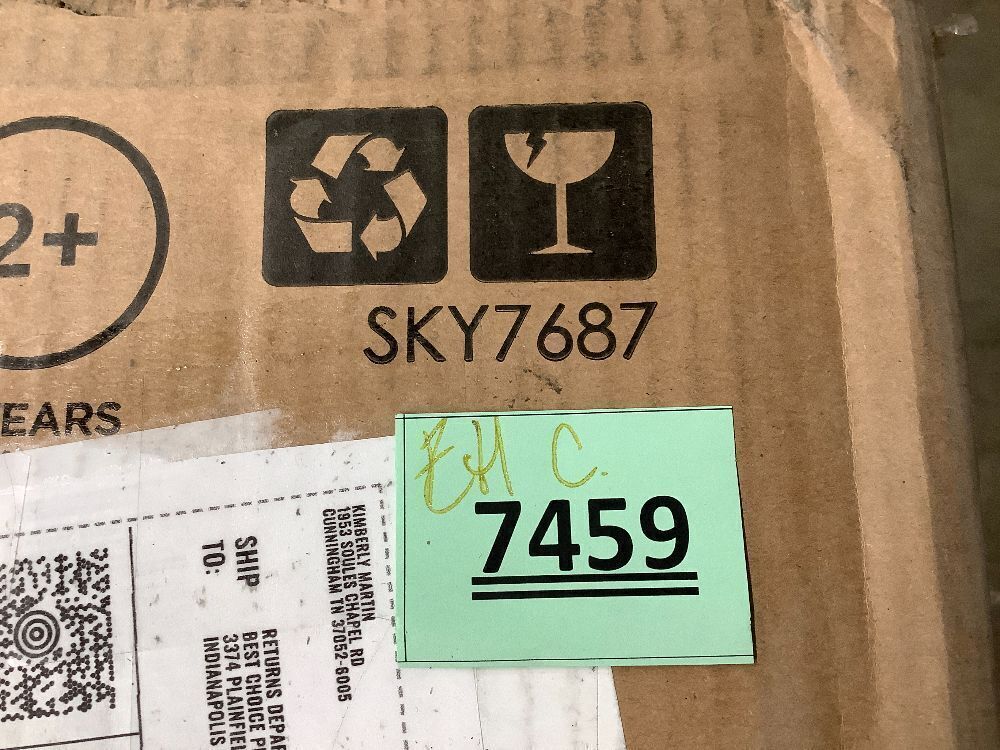 2+
EARS
SKY7687
EH C.
7459
KIMBERLY MARTIN
1953 SOULES CHAPEL RD
CUNNINGHAM TN 37052-6005
SHIP
TO:
RETURNS DEPAR
BEST CHOICE P
3374 PLAINFIE
INDIANAPOLIS